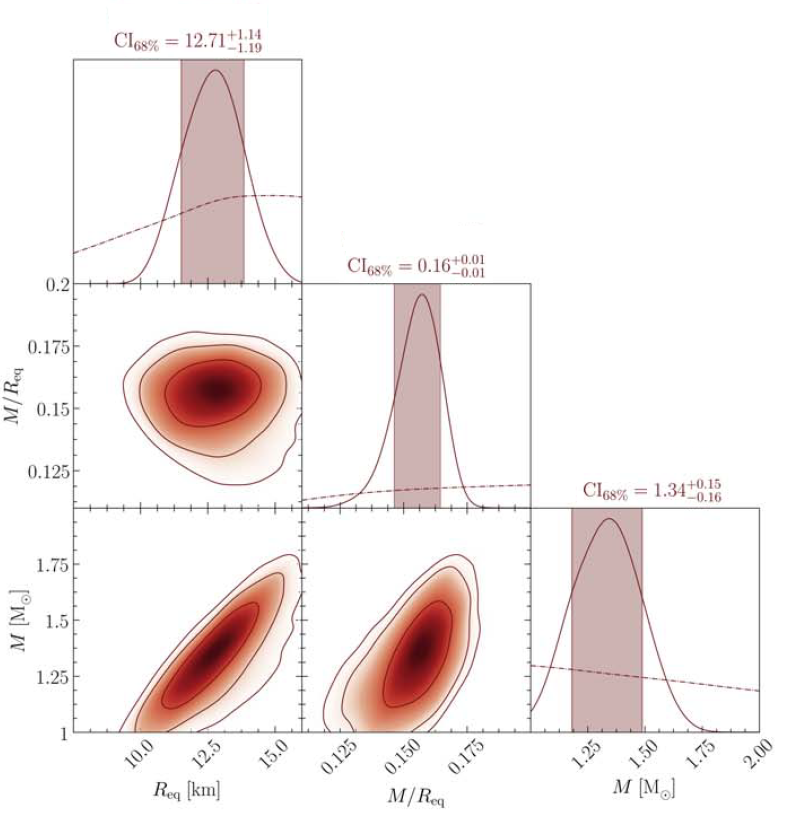 CI₆₈% = 12.71⁺¹·¹⁴₋₁.₁₉
CI₆₈% = 0.16⁺⁰·⁰¹₋₀.₀₁
CI₆₈% = 1.34⁺⁰·¹⁵₋₀.₁₆
0.2
0.175
0.15
0.125
M/Req
1.75
1.5
1.25
1
M [M⊙]
10.0 12.5 15.0
0.125 0.150 0.175
1.25 1.50 1.75 2.00
Req [km]
M/Req
M [M⊙]